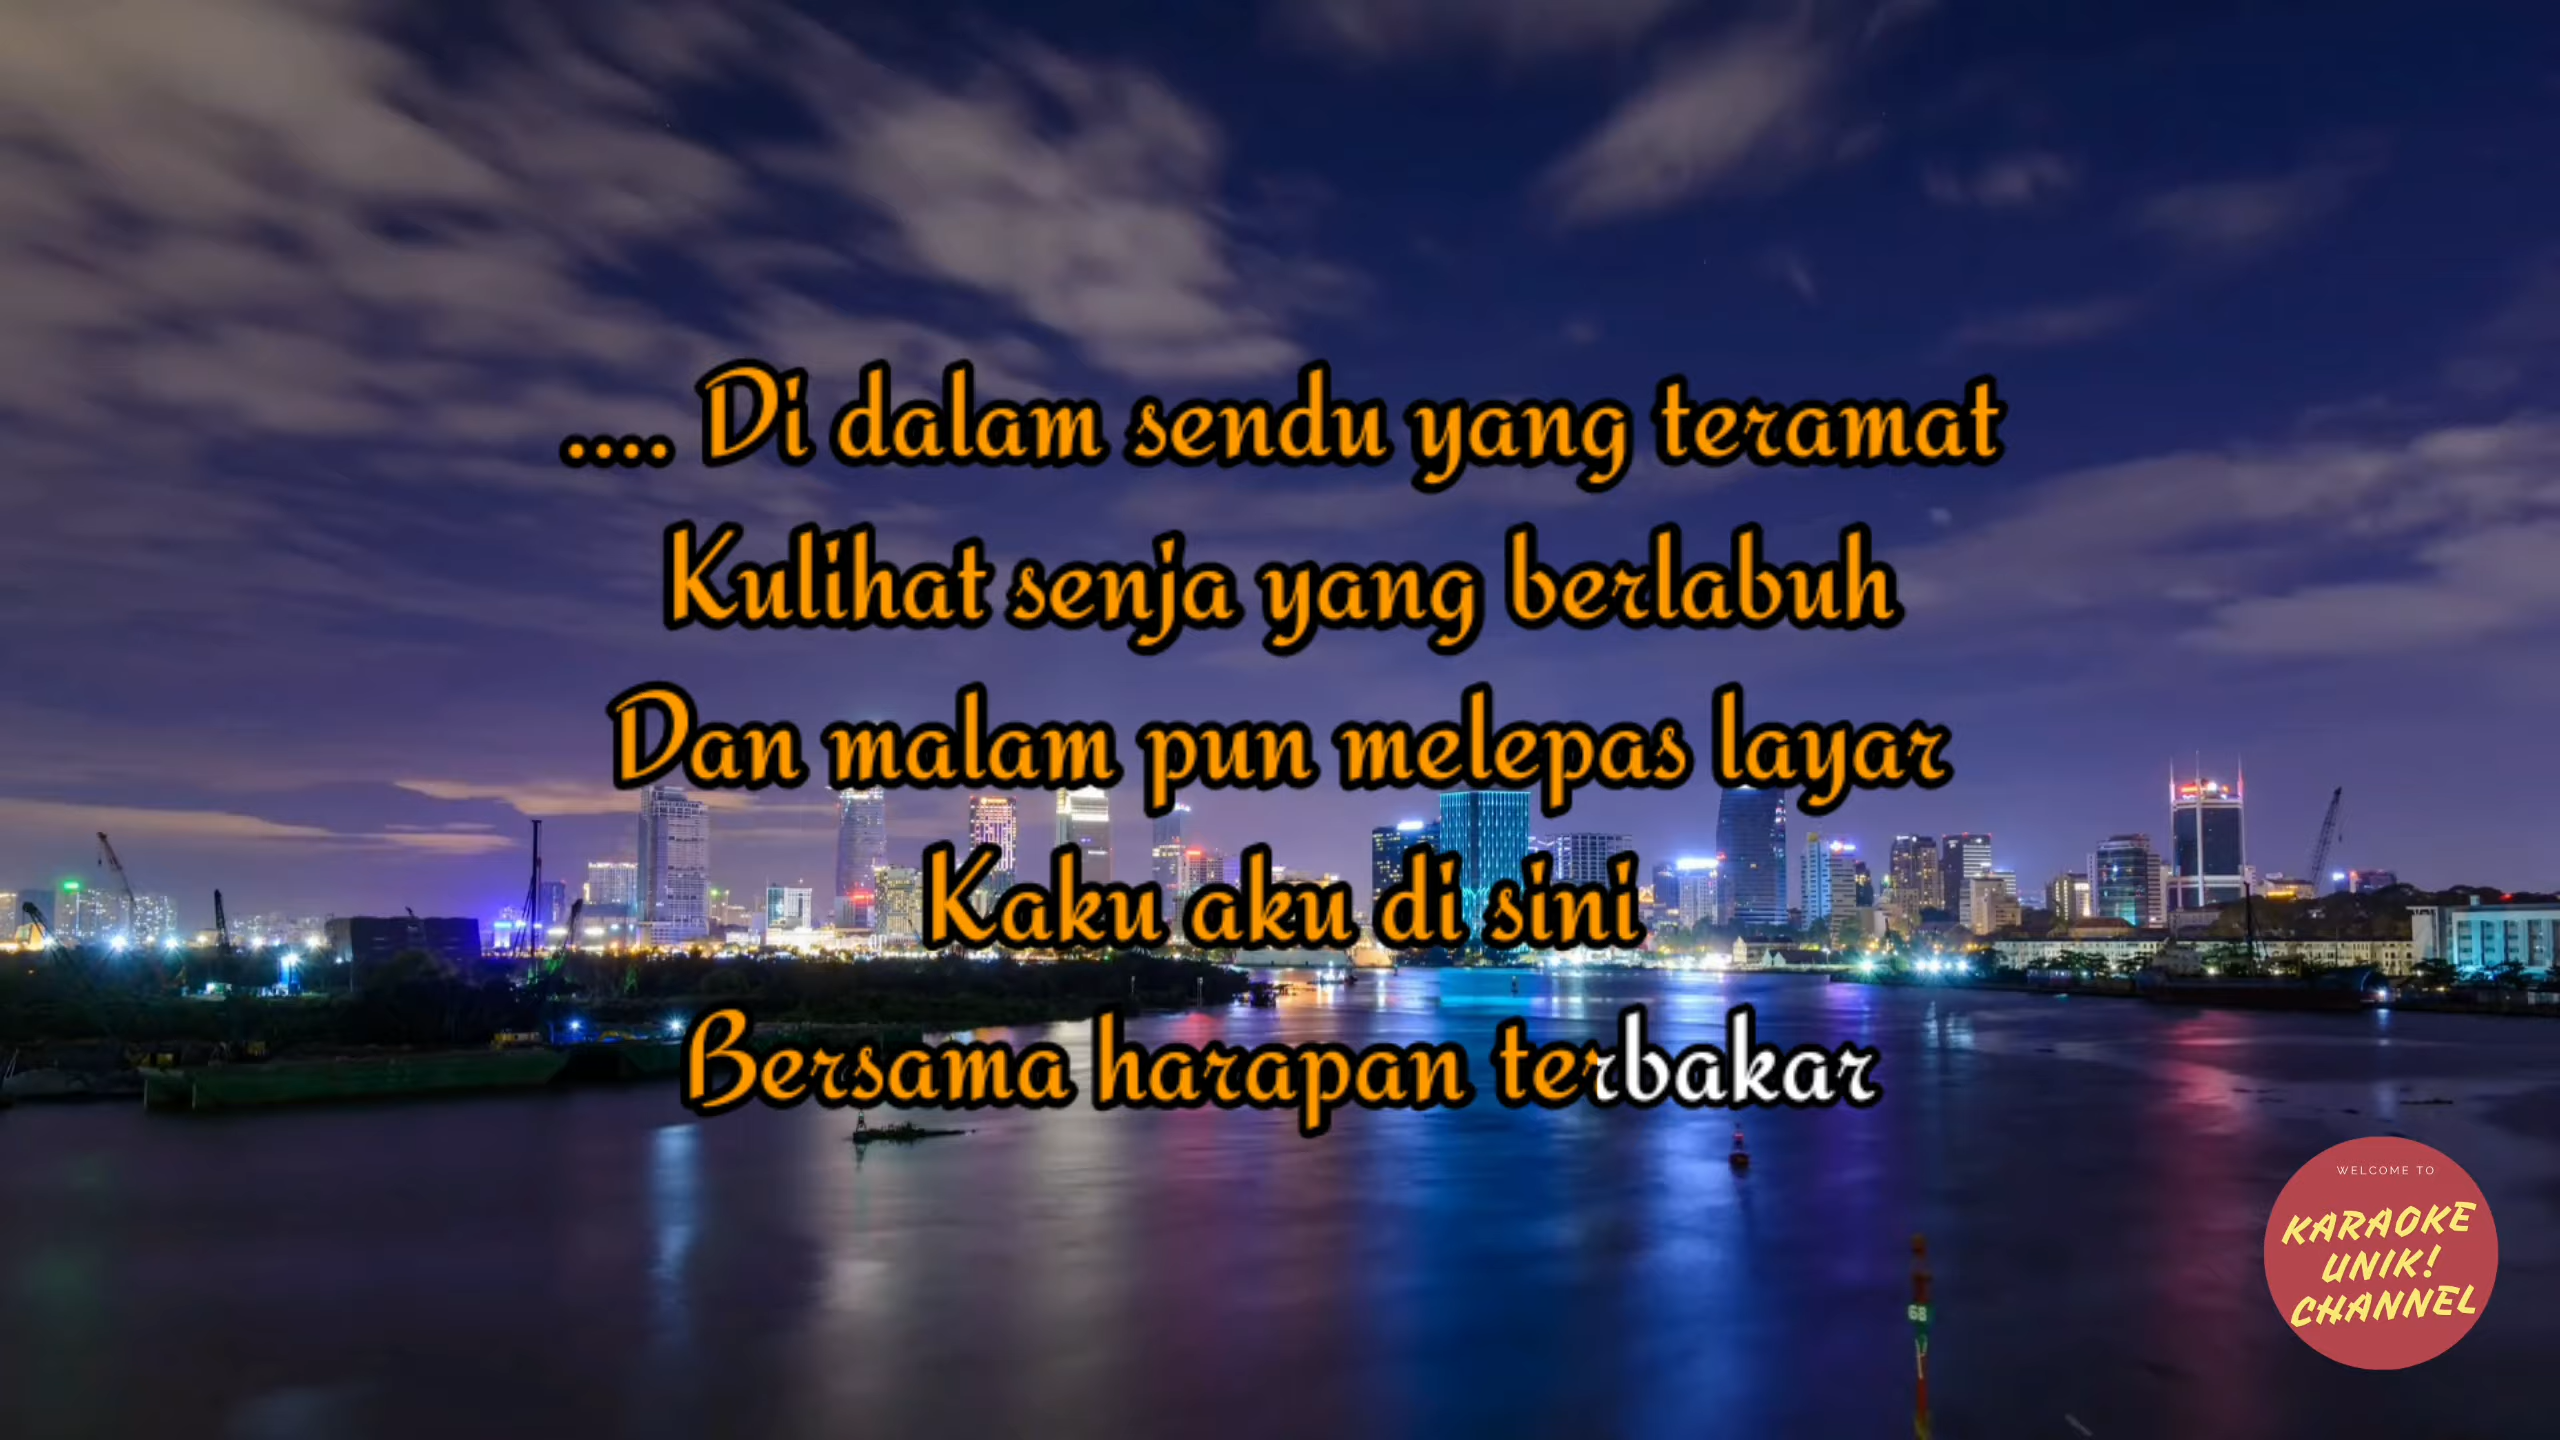 .... Di dalam sendu yang teramat
Kulihat senja yang berlabuh
Dan malam pun melepas layar
Kaku aku di sini
Bersama harapan terbakar
WELCOME TO
KARAOKE
UNIK!
CHANNEL
68